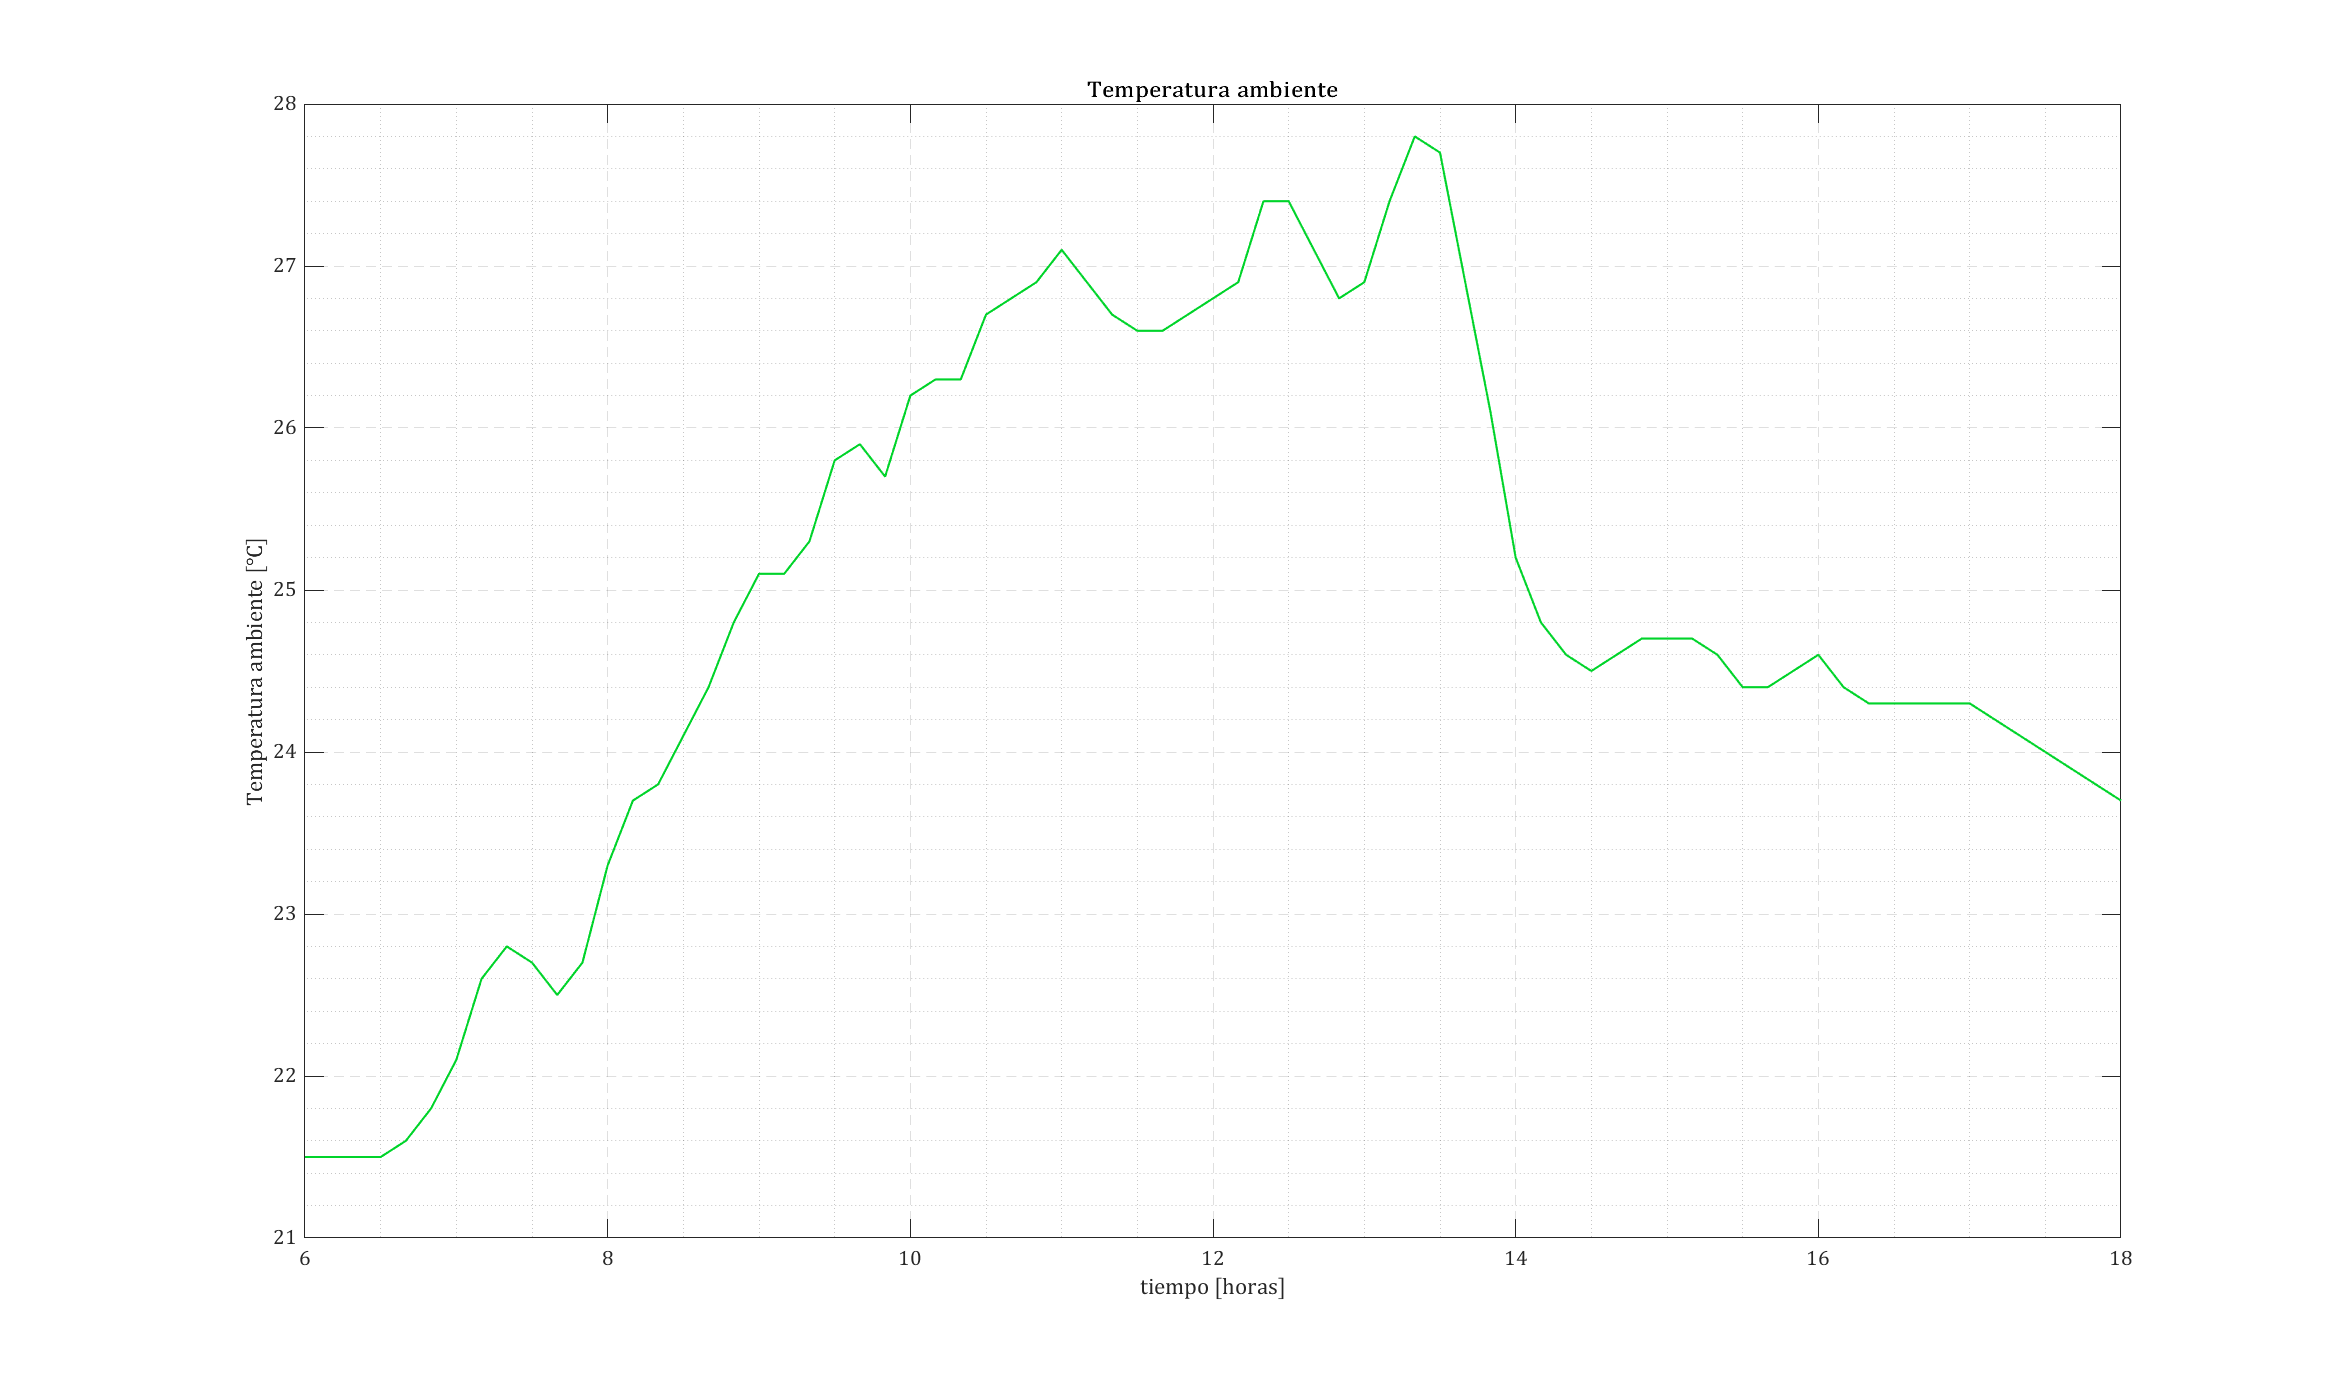 Temperatura ambiente
28
27
26
25
24
23
22
21
Temperatura ambiente [°C]
6 8 10 12 14 16 18
tiempo [horas]